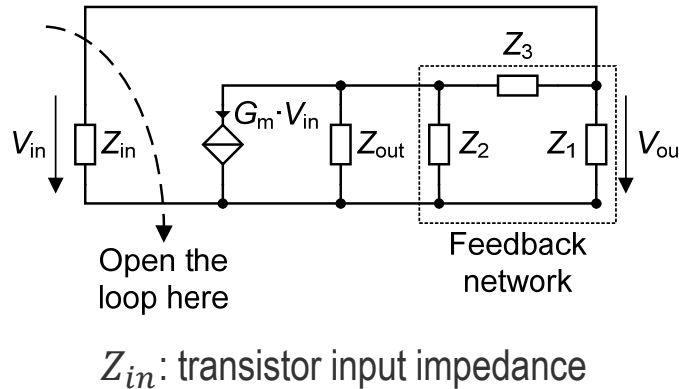 Z3
Vin
Zin
Gm·Vin
Zout
Z2
Z1
Vou
Open the
loop here
Feedback
network
Zin: transistor input impedance